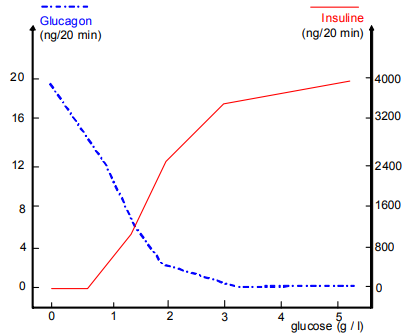 Glucagon
(ng/20 min)
Insuline
(ng/20 min)
20
16
12
8
4
0
4000
3200
2400
1600
800
0
0 1 2 3 4 5
glucose (g / l)